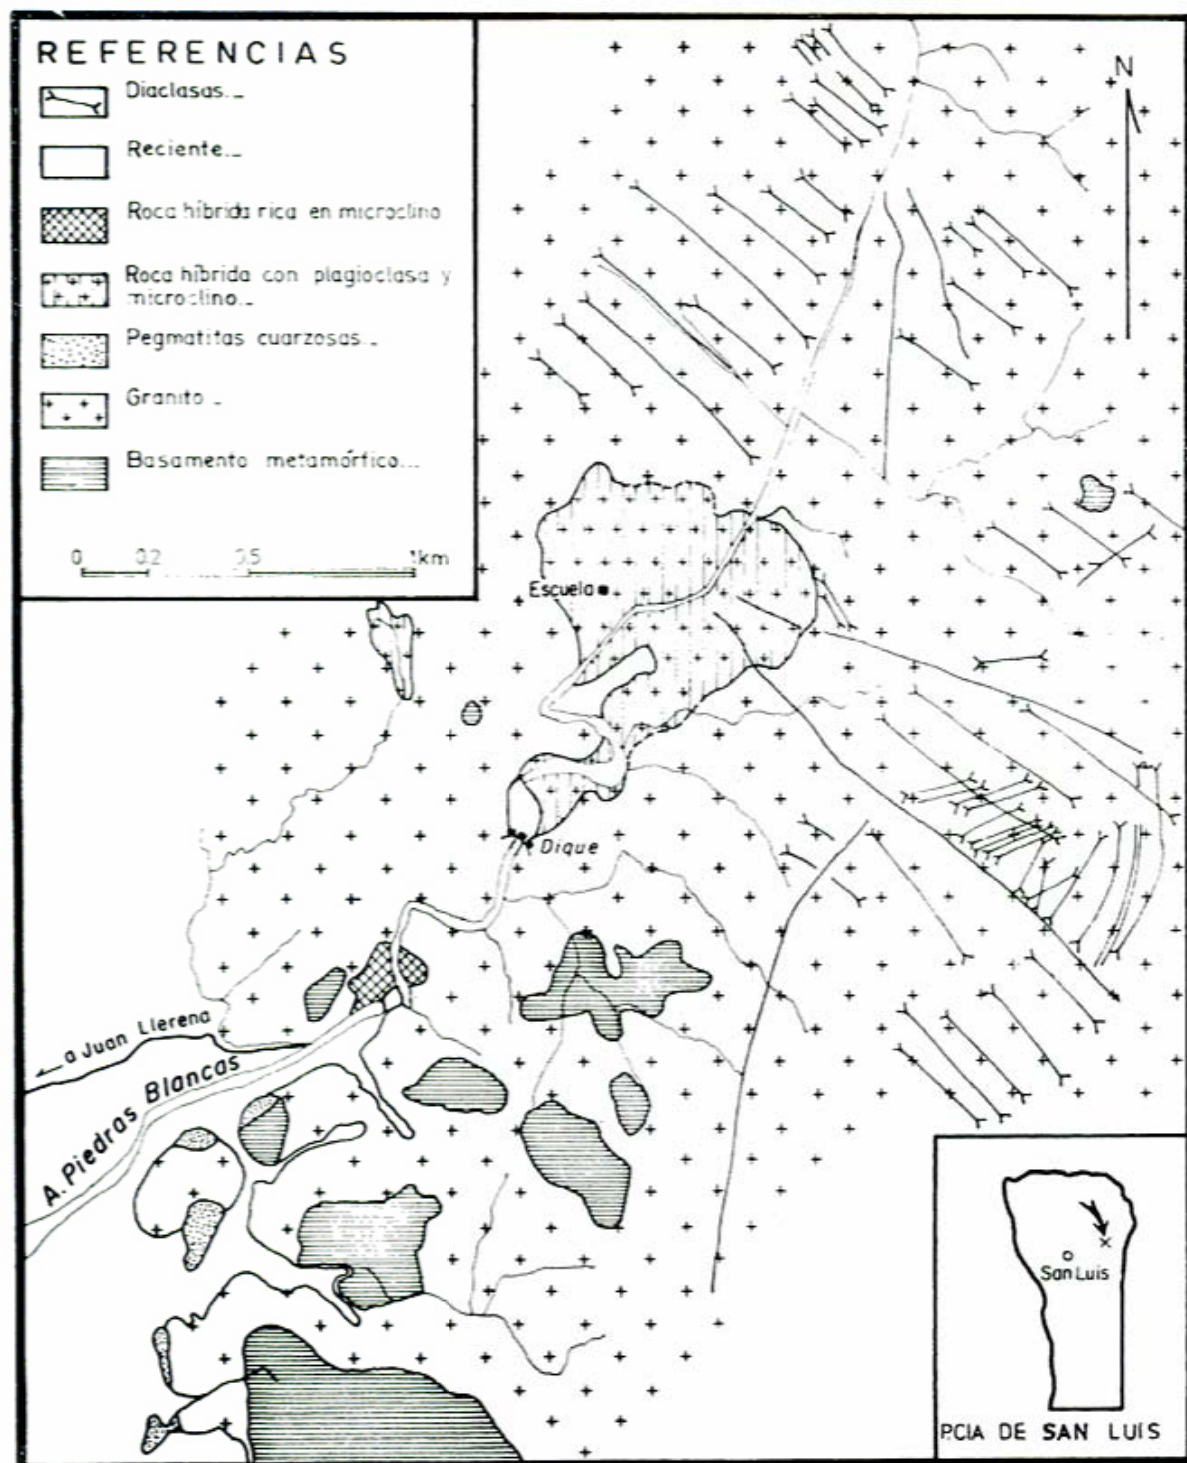 REFERENCIAS
Diaclasas._
Reciente._
Roca híbrida rica en microclino
Roca híbrida con plagioclasa y
microclino._
Pegmatitas cuarzosas._
Granito _
Basamento metamórfico...
0 0.2 0.5 1km
N
Escuela
Dique
a Juan Llerena
A. Piedras Blancas
San Luis
PCIA DE SAN LUIS